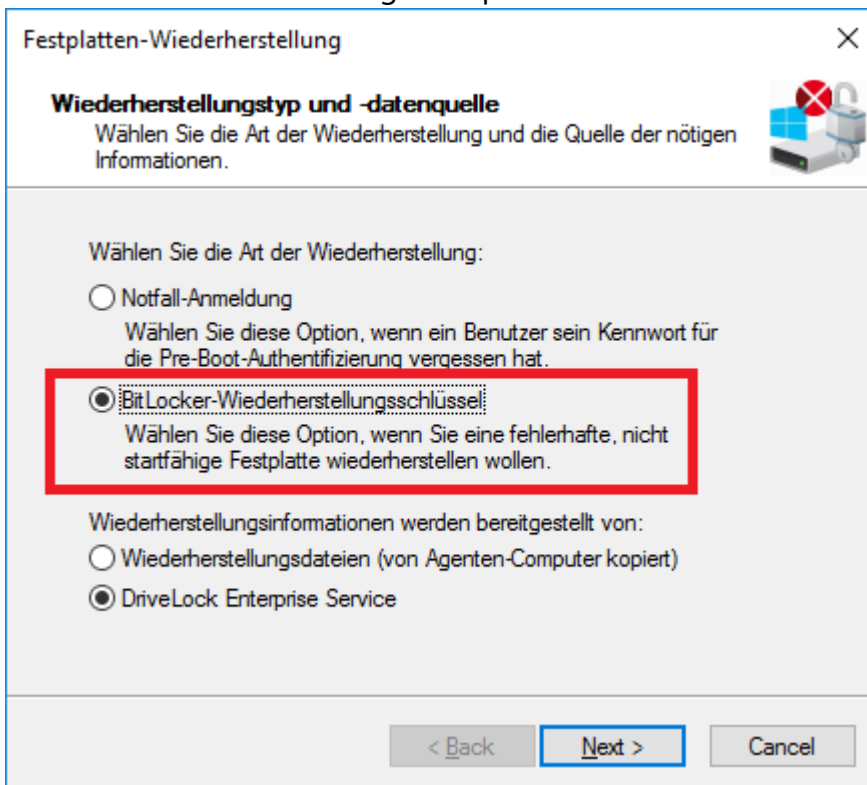 Festplatten-Wiederherstellung
Wiederherstellungstyp und -datenquelle
Wählen Sie die Art der Wiederherstellung und die Quelle der nötigen
Informationen.
Wählen Sie die Art der Wiederherstellung:
Notfall-Anmeldung
Wählen Sie diese Option, wenn ein Benutzer sein Kennwort für
die Pre-Boot-Authentifizierung vergessen hat.
BitLocker-Wiederherstellungsschlüssel
Wählen Sie diese Option, wenn Sie eine fehlerhafte, nicht
startfähige Festplatte wiederherstellen wollen.
Wiederherstellungsinformationen werden bereitgestellt von:
Wiederherstellungsdateien (von Agenten-Computer kopiert)
DriveLock Enterprise Service
< Back Next > Cancel